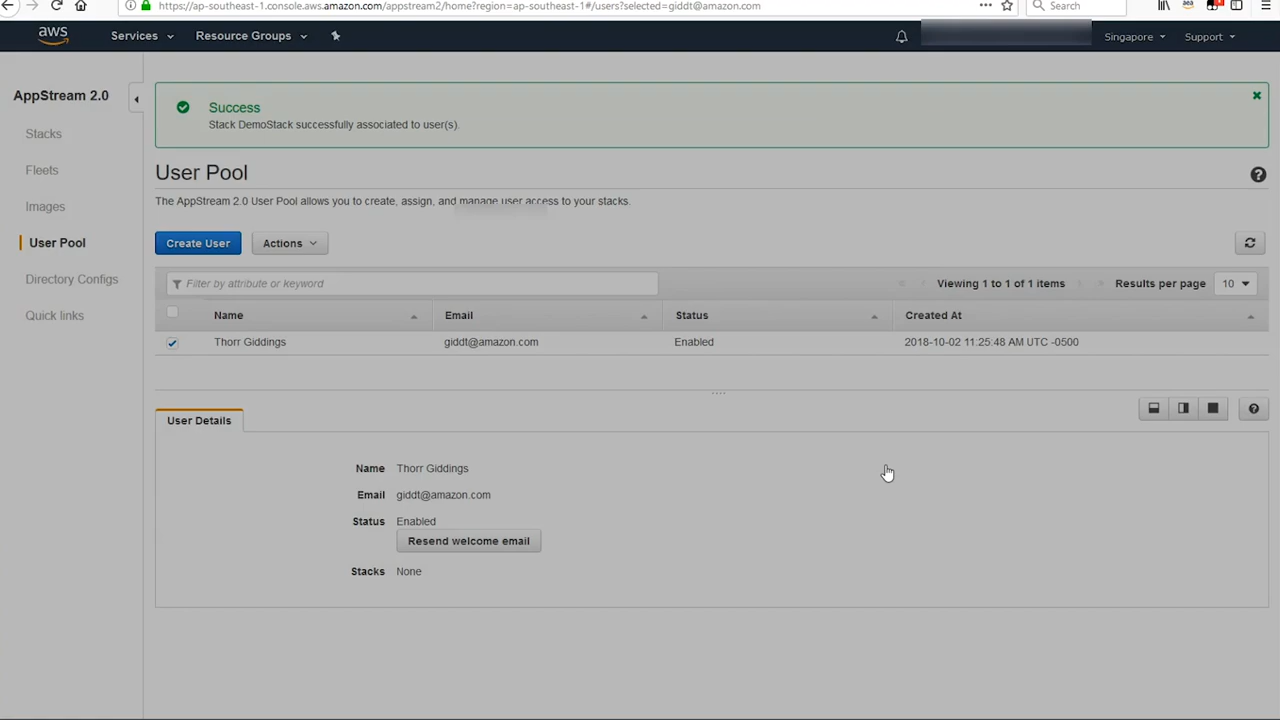 https://ap-southeast-1.console.aws.amazon.com/appstream2/home?region=ap-southeast-1#/users?selected=giddt@amazon.com
Search
aws
Services
Resource Groups
Singapore
Support
AppStream 2.0
Stacks
Fleets
Images
User Pool
Directory Configs
Quick links
Success
Stack DemoStack successfully associated to user(s).
User Pool
The AppStream 2.0 User Pool allows you to create, assign, and manage user access to your stacks.
Create User
Actions
Filter by attribute or keyword
Viewing 1 to 1 of 1 items
Results per page
10
Name
Email
Status
Created At
Thorr Giddings
giddt@amazon.com
Enabled
2018-10-02 11:25:48 AM UTC -0500
User Details
Name Thorr Giddings
Email giddt@amazon.com
Status Enabled
Resend welcome email
Stacks None